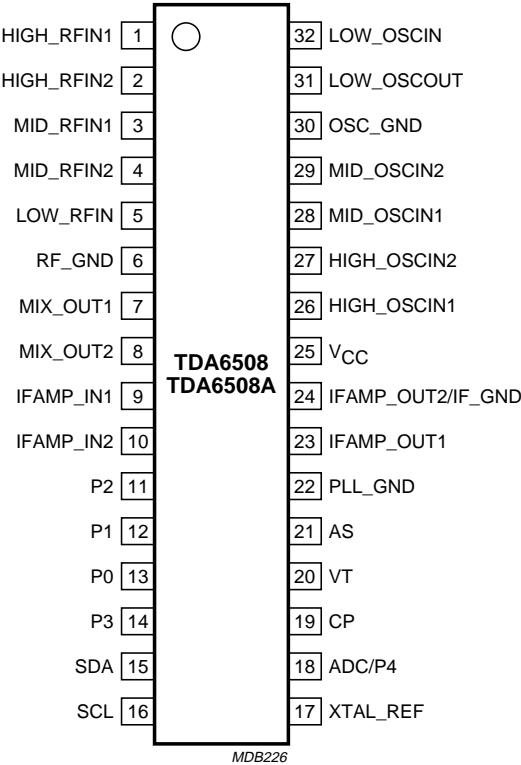 HIGH_RFIN1 1 32 LOW_OSCIN
HIGH_RFIN2 2 31 LOW_OSCOUT
MID_RFIN1 3 30 OSC_GND
MID_RFIN2 4 29 MID_OSCIN2
LOW_RFIN 5 28 MID_OSCIN1
RF_GND 6 27 HIGH_OSCIN2
MIX_OUT1 7 26 HIGH_OSCIN1
MIX_OUT2 8 25 VCC
TDA6508
TDA6508A
IFAMP_IN1 9 24 IFAMP_OUT2/IF_GND
IFAMP_IN2 10 23 IFAMP_OUT1
P2 11 22 PLL_GND
P1 12 21 AS
P0 13 20 VT
P3 14 19 CP
SDA 15 18 ADC/P4
SCL 16 17 XTAL_REF
MDB226